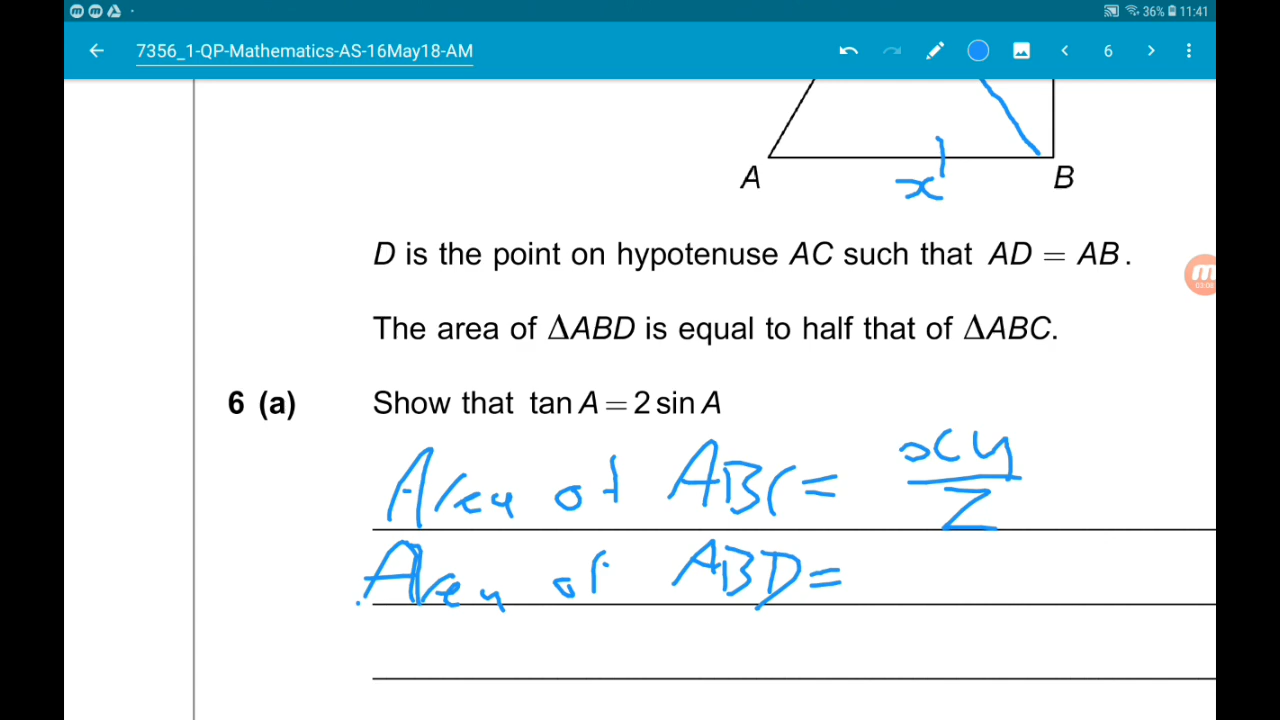 36% 11:41
7356_1-QP-Mathematics-AS-16May18-AM 6
A B
x
D is the point on hypotenuse AC such that AD = AB.
03:08
The area of ΔABD is equal to half that of ΔABC.
6 (a) Show that tan A = 2 sin A
Area of ABC = xy/2
Area of ABD =